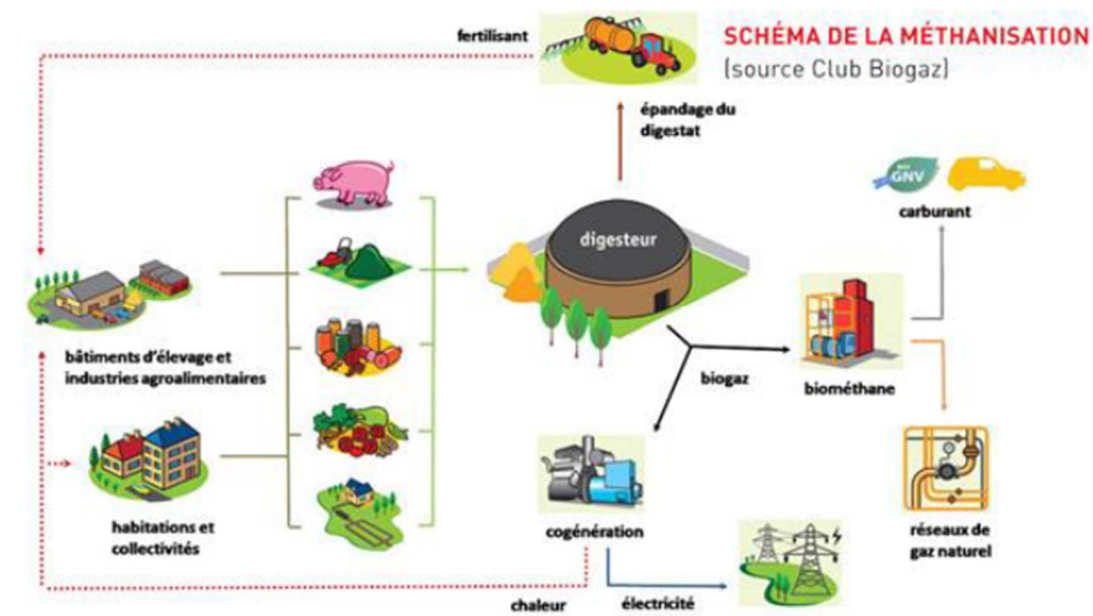 fertilisant
SCHÉMA DE LA MÉTHANISATION
(source Club Biogaz)
épandage du
digestat
GNV
carburant
digesteur
bâtiments d'élevage et
industries agroalimentaires
biogaz
biométhane
habitations et
collectivités
cogénération
réseaux de
gaz naturel
chaleur
électricité